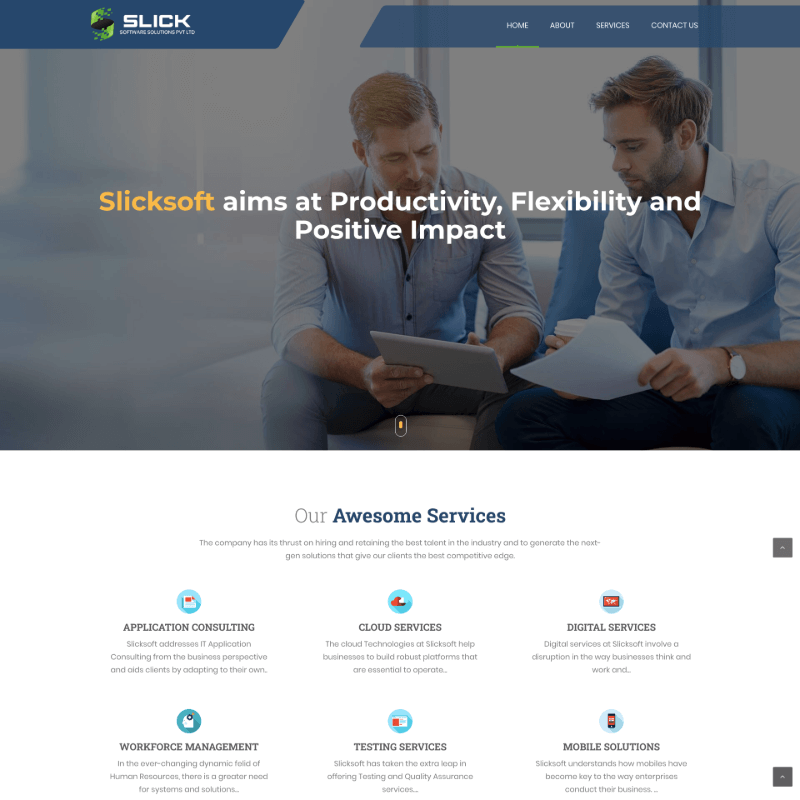 SLICK
SOFTWARE SOLUTIONS PVT LTD
HOME
ABOUT
SERVICES
CONTACT US
Slicksoft aims at Productivity, Flexibility and
Positive Impact
Our Awesome Services
The company has its thrust on hiring and retaining the best talent in the industry and to generate the next-
gen solutions that give our clients the best competitive edge.
APPLICATION CONSULTING
Slicksoft addresses IT Application
Consulting from the business perspective
and aids clients by adapting to their own...
CLOUD SERVICES
The cloud Technologies at Slicksoft help
businesses to build robust platforms that
are essential to operate...
DIGITAL SERVICES
Digital services at Slicksoft involve a
disruption in the way businesses think and
work and...
WORKFORCE MANAGEMENT
In the ever-changing dynamic felid of
Human Resources, there is a greater need
for systems and solutions...
TESTING SERVICES
Slicksoft has taken the extra leap in
offering Testing and Quality Assurance
services,...
MOBILE SOLUTIONS
Slicksoft understands how mobiles have
become key to the way enterprises
conduct their business. ...